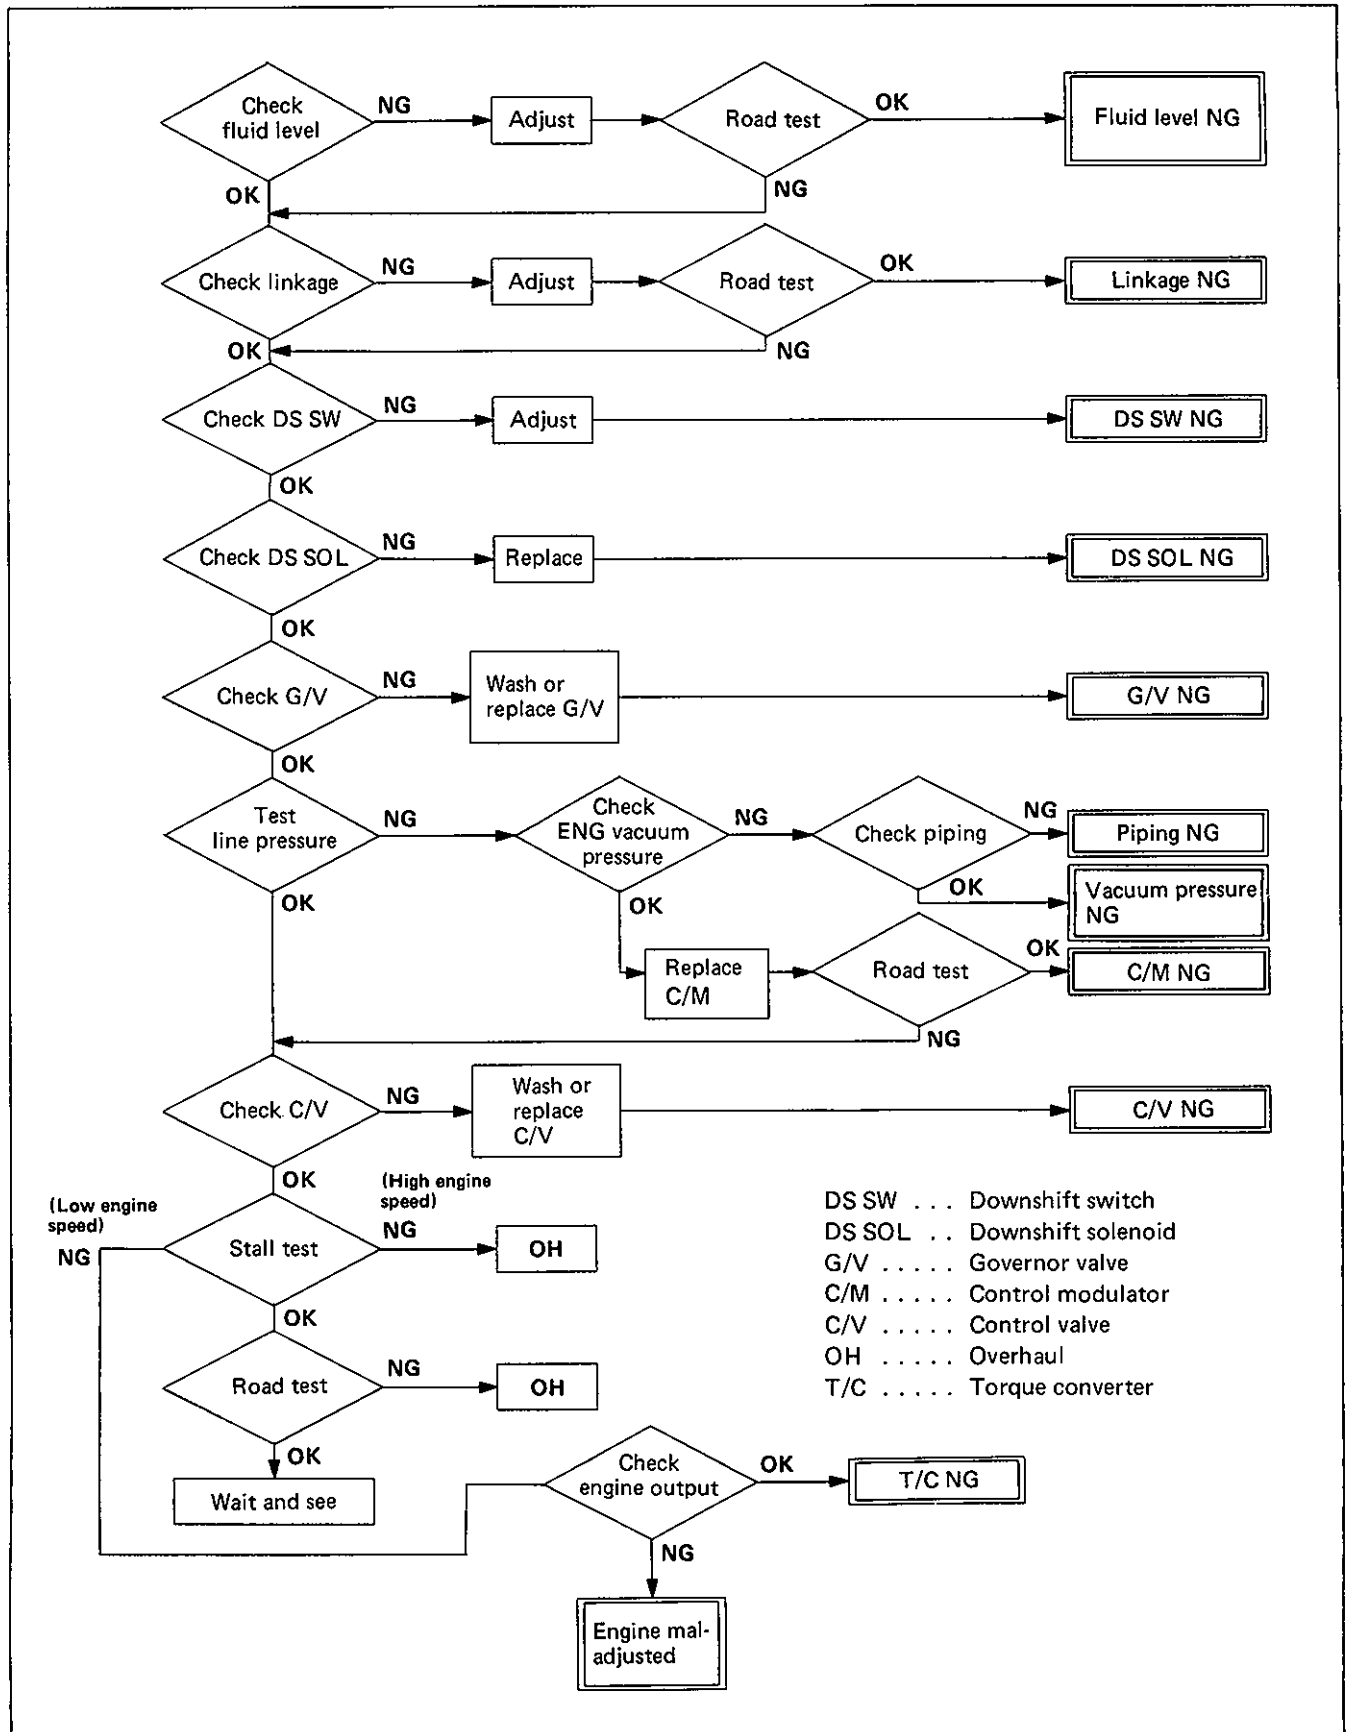 Check
fluid level
NG
Adjust
Road test
OK
Fluid level NG
OK
NG
Check linkage
NG
Adjust
Road test
OK
Linkage NG
OK
NG
Check DS SW
NG
Adjust
DS SW NG
OK
Check DS SOL
NG
Replace
DS SOL NG
OK
Check G/V
NG
Wash or
replace G/V
G/V NG
OK
Test
line pressure
NG
Check
ENG vacuum
pressure
NG
Check piping
NG
Piping NG
OK
OK
OK
Vacuum pressure
NG
Replace
C/M
Road test
OK
C/M NG
NG
Check C/V
NG
Wash or
replace
C/V
C/V NG
OK
(Low engine
speed)
NG
Stall test
(High engine
speed)
NG
OH
OK
Road test
NG
OH
OK
Wait and see
DS SW . . . Downshift switch
DS SOL . . Downshift solenoid
G/V . . . . . Governor valve
C/M . . . . . Control modulator
C/V . . . . . Control valve
OH . . . . . Overhaul
T/C . . . . . Torque converter
Check
engine output
OK
T/C NG
NG
Engine mal-
adjusted